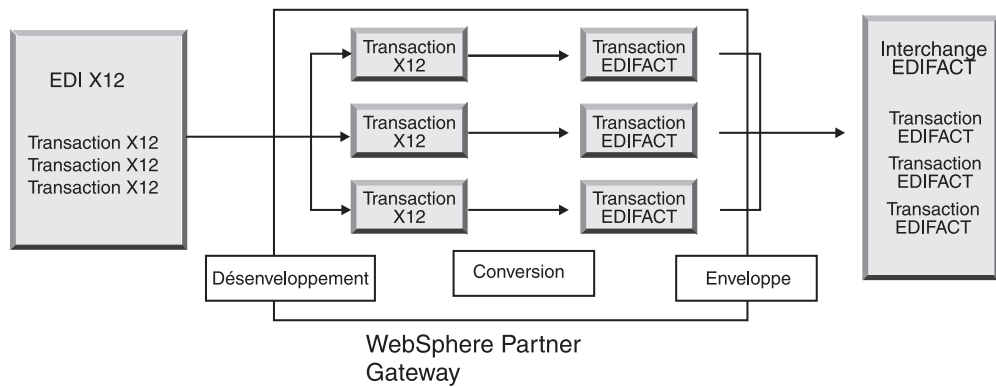 EDI X12
Transaction X12
Transaction X12
Transaction X12
Transaction
X12
Transaction
EDIFACT
Transaction
X12
Transaction
EDIFACT
Transaction
X12
Transaction
EDIFACT
Désenveloppement
Conversion
Enveloppe
WebSphere Partner
Gateway
Interchange
EDIFACT
Transaction
EDIFACT
Transaction
EDIFACT
Transaction
EDIFACT